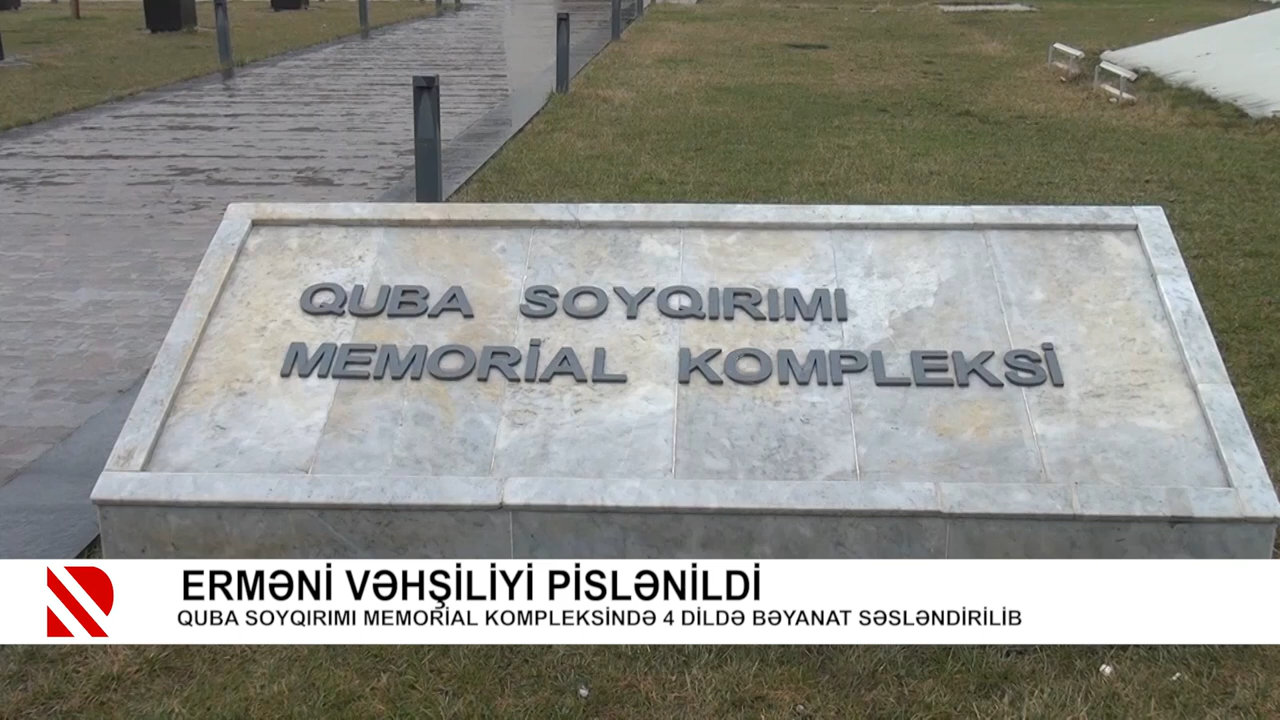 QUBA SOYQIRIMI
MEMORİAL KOMPLEKSİ
ERMƏNİ VƏHŞİLİYİ PİSLƏNİLDİ
QUBA SOYQIRIMI MEMORİAL KOMPLEKSİNDƏ 4 DİLDƏ BƏYANAT SƏSLƏNDİRİLİB